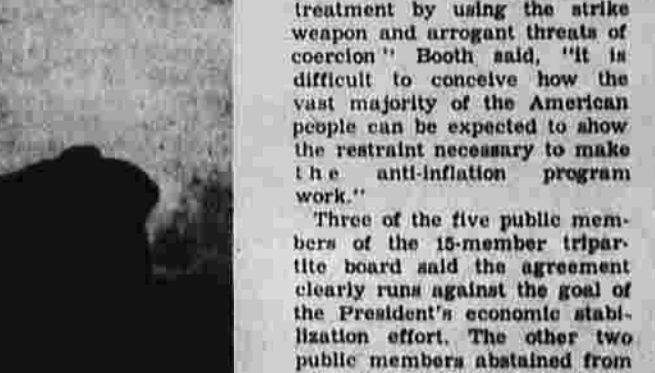 treatment by using the strike
weapon and arrogant threats of
coercion" Booth said, "it is
difficult to conceive how the
vast majority of the American
people can be expected to show
the restraint necessary to make
the anti-inflation program
work."
Three of the five public mem-
bers of the 15-member tripar-
tite board said the agreement
clearly runs against the goal of
the President's economic stabi-
lization effort. The other two
public members abstained from